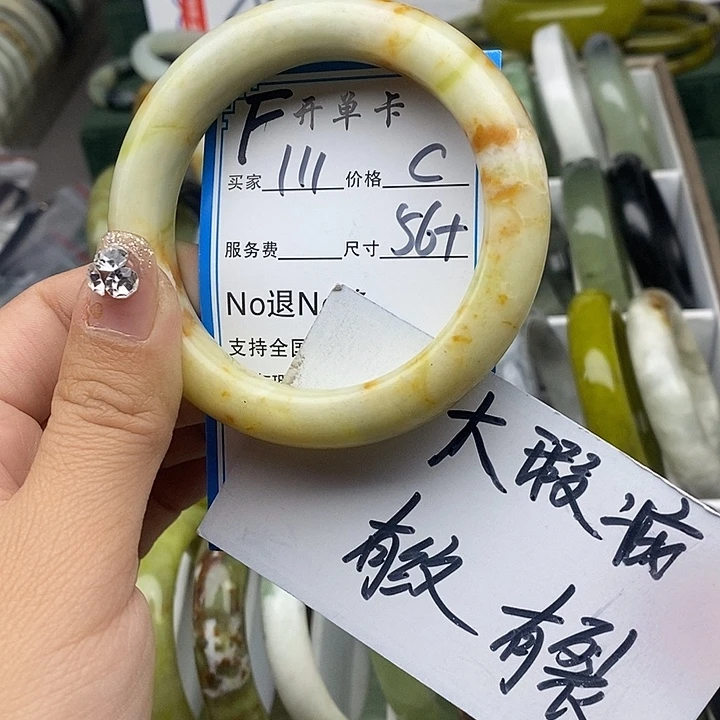 F 开单卡
买家 111 价格 C
服务费 尺寸 56+
No退No
支持全国
大瑕病
有纹
有裂